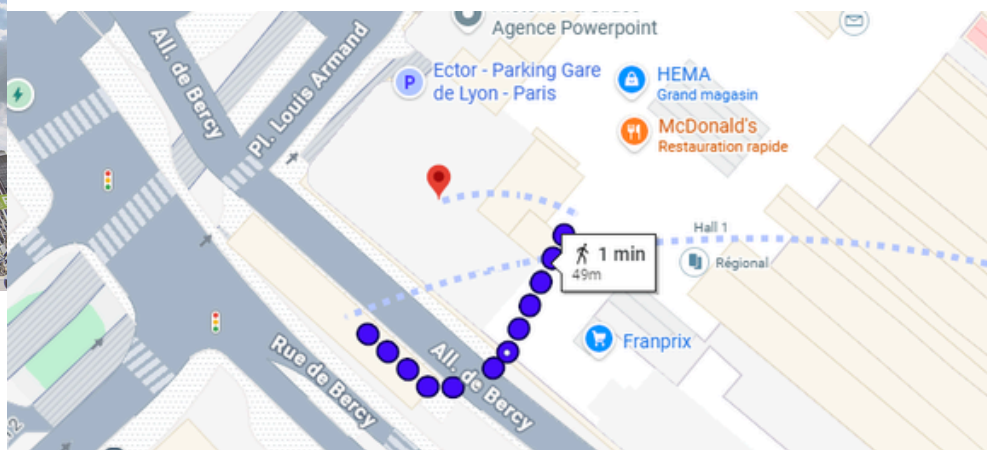 Agence Powerpoint
All. de Bercy
Pl. Louis Armand
P
Ector - Parking Gare
de Lyon - Paris
HEMA
Grand magasin
McDonald's
Restauration rapide
Hall 1
Régional
1 min
49m
Franprix
All. de Bercy
Rue de Bercy
12